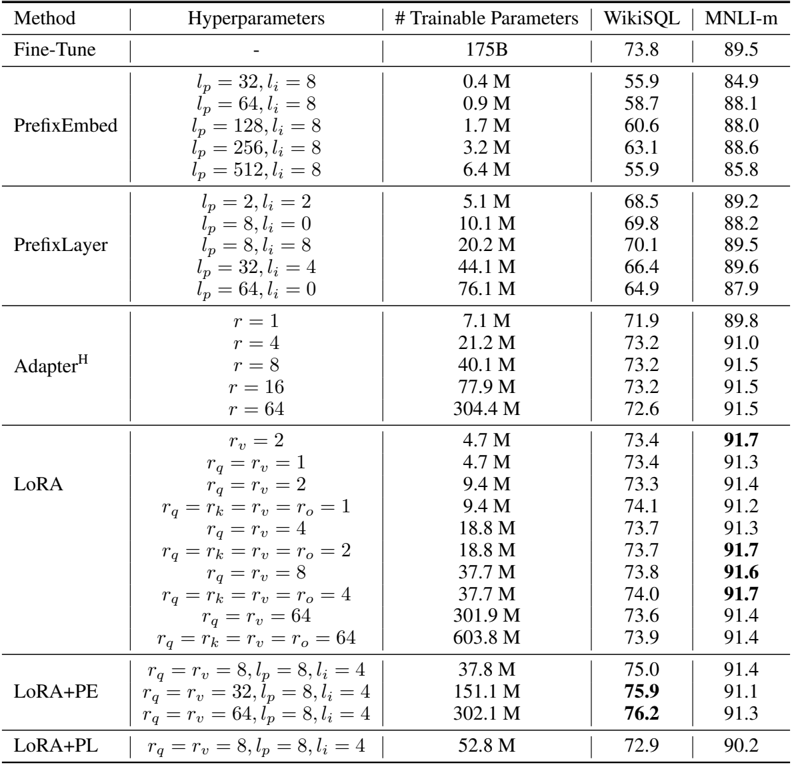 Method Hyperparameters # Trainable Parameters WikiSQL MNLI-m
Fine-Tune - 175B 73.8 89.5
l_p = 32, l_i = 8 0.4 M 55.9 84.9
l_p = 64, l_i = 8 0.9 M 58.7 88.1
PrefixEmbed l_p = 128, l_i = 8 1.7 M 60.6 88.0
l_p = 256, l_i = 8 3.2 M 63.1 88.6
l_p = 512, l_i = 8 6.4 M 55.9 85.8
l_p = 2, l_i = 2 5.1 M 68.5 89.2
l_p = 8, l_i = 0 10.1 M 69.8 88.2
PrefixLayer l_p = 8, l_i = 8 20.2 M 70.1 89.5
l_p = 32, l_i = 4 44.1 M 66.4 89.6
l_p = 64, l_i = 0 76.1 M 64.9 87.9
r = 1 7.1 M 71.9 89.8
r = 4 21.2 M 73.2 91.0
Adapter^H r = 8 40.1 M 73.2 91.5
r = 16 77.9 M 73.2 91.5
r = 64 304.4 M 72.6 91.5
r_v = 2 4.7 M 73.4 91.7
r_q = r_v = 1 4.7 M 73.4 91.3
LoRA r_q = r_v = 2 9.4 M 73.3 91.4
r_q = r_k = r_v = r_o = 1 9.4 M 74.1 91.2
r_q = r_v = 4 18.8 M 73.7 91.3
r_q = r_k = r_v = r_o = 2 18.8 M 73.7 91.7
r_q = r_v = 8 37.7 M 73.8 91.6
r_q = r_k = r_v = r_o = 4 37.7 M 74.0 91.7
r_q = r_v = 64 301.9 M 73.6 91.4
r_q = r_k = r_v = r_o = 64 603.8 M 73.9 91.4
r_q = r_v = 8, l_p = 8, l_i = 4 37.8 M 75.0 91.4
LoRA+PE r_q = r_v = 32, l_p = 8, l_i = 4 151.1 M 75.9 91.1
r_q = r_v = 64, l_p = 8, l_i = 4 302.1 M 76.2 91.3
LoRA+PL r_q = r_v = 8, l_p = 8, l_i = 4 52.8 M 72.9 90.2